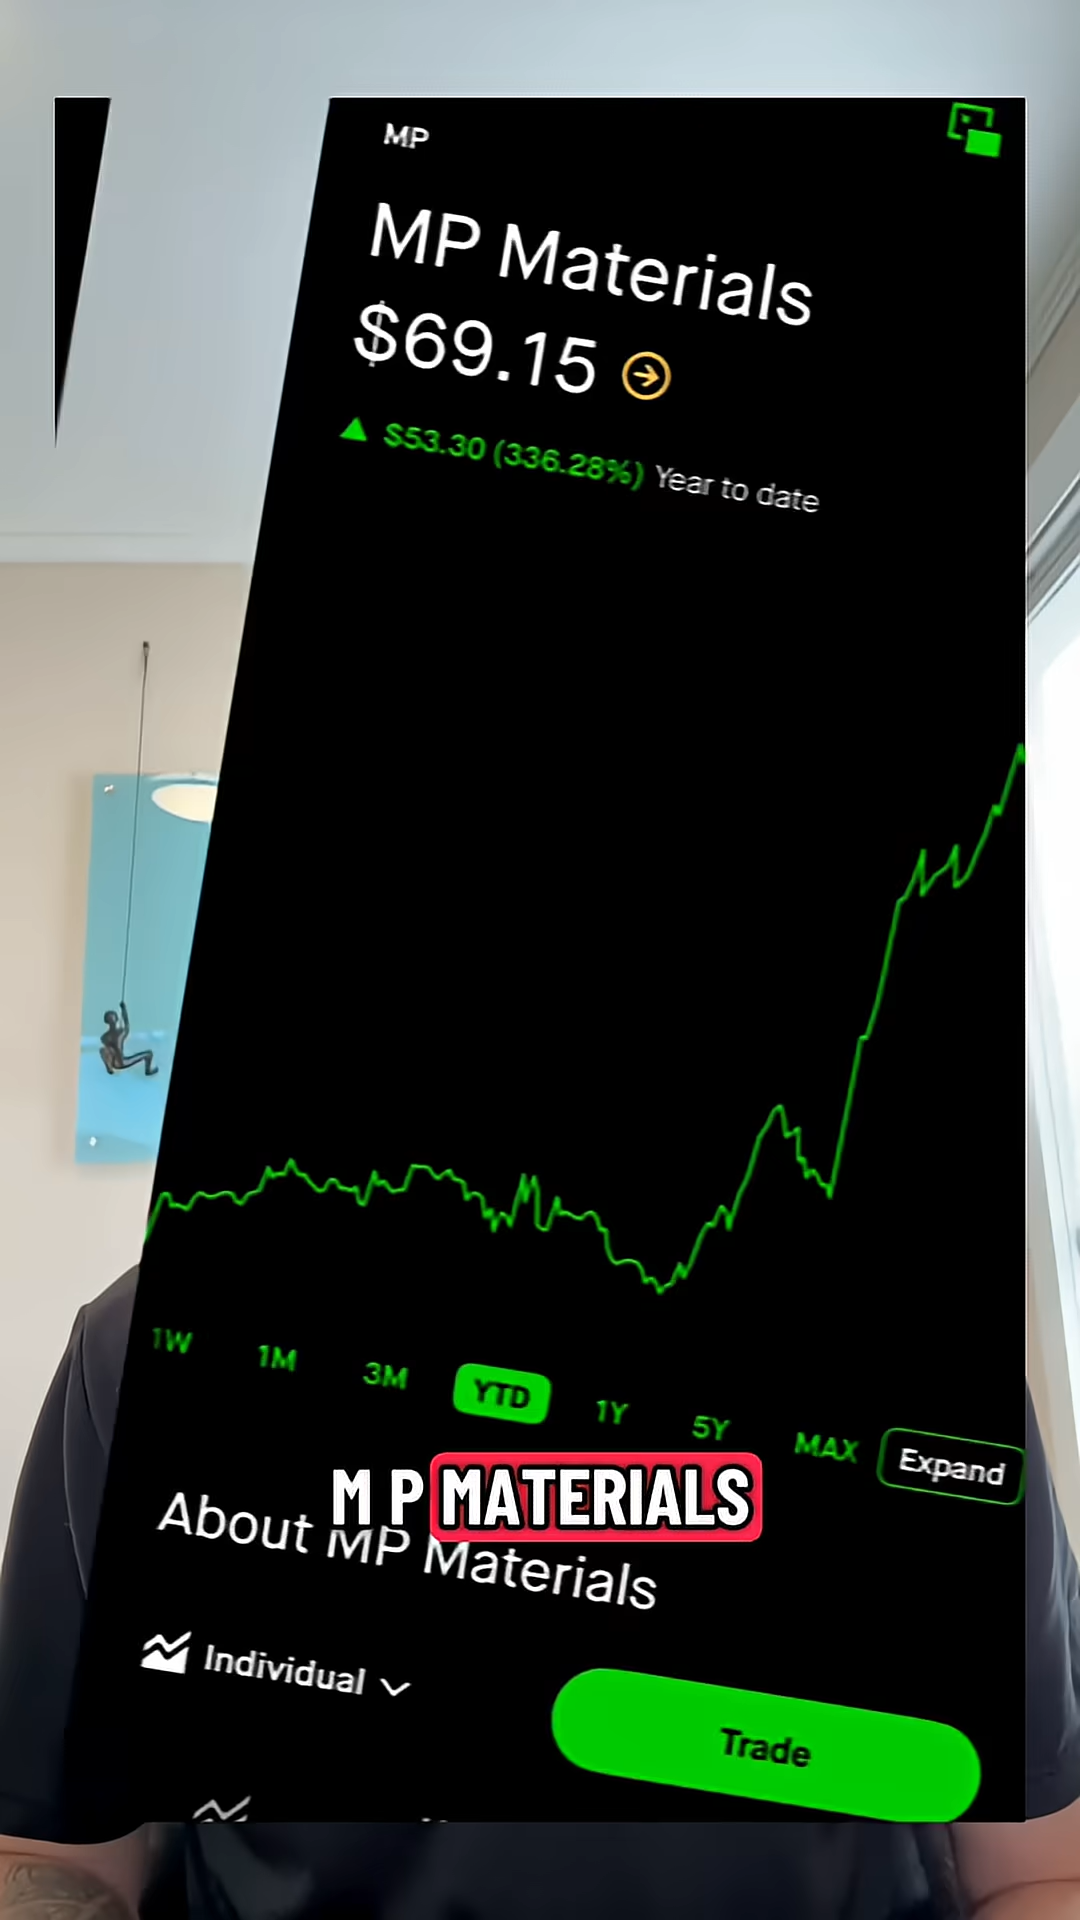 MP
MP Materials
$69.15
$53.30 (336.28%) Year to date
1W 1M 3M YTD 1Y 5Y MAX Expand
M P MATERIALS
About MP Materials
Individual
Trade